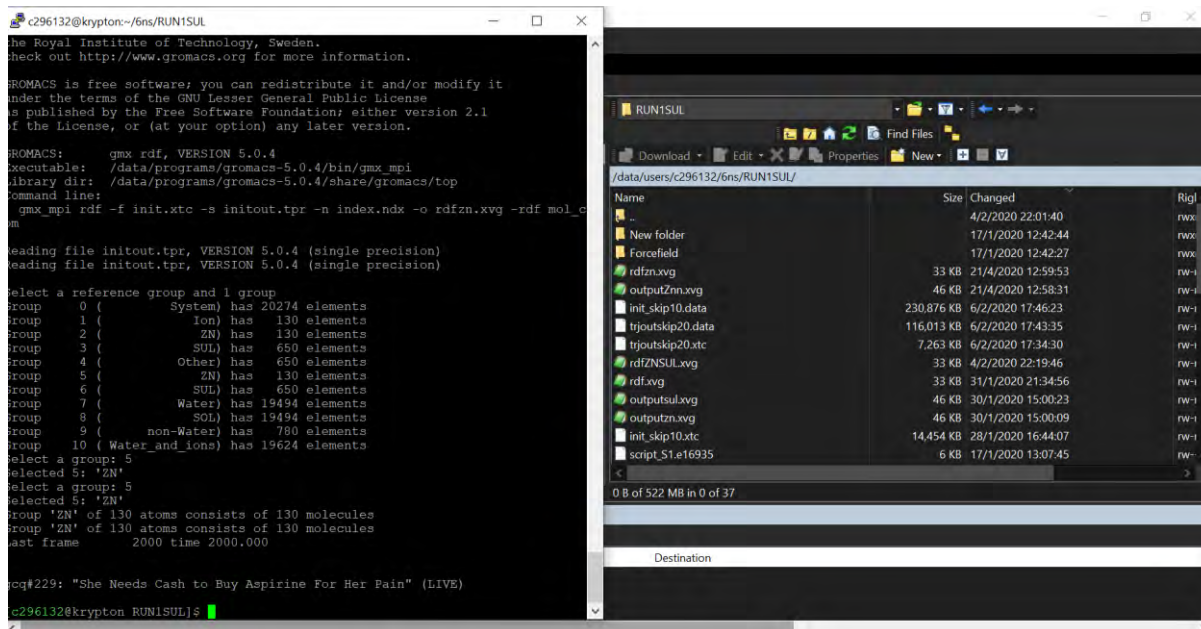 c296132@krypton:~/6ns/RUN1SUL
the Royal Institute of Technology, Sweden.
check out http://www.gromacs.org for more information.
GROMACS is free software; you can redistribute it and/or modify it
under the terms of the GNU Lesser General Public License
as published by the Free Software Foundation; either version 2.1
of the License, or (at your option) any later version.
GROMACS: gmx rdf, VERSION 5.0.4
Executable: /data/programs/gromacs-5.0.4/bin/gmx_mpi
Library dir: /data/programs/gromacs-5.0.4/share/gromacs/top
Command line:
gmx_mpi rdf -f init.xtc -s initout.tpr -n index.ndx -o rdfzn.xvg -rdf mol_c
om
Reading file initout.tpr, VERSION 5.0.4 (single precision)
Reading file initout.tpr, VERSION 5.0.4 (single precision)
Select a reference group and 1 group
Group 0 ( System) has 20274 elements
Group 1 ( Ion) has 130 elements
Group 2 ( ZN) has 130 elements
Group 3 ( SUL) has 650 elements
Group 4 ( Other) has 650 elements
Group 5 ( ZN) has 130 elements
Group 6 ( SUL) has 650 elements
Group 7 ( Water) has 19494 elements
Group 8 ( SOL) has 19494 elements
Group 9 ( non-Water) has 780 elements
Group 10 ( Water_and_ions) has 19624 elements
Select a group: 5
Selected 5: 'ZN'
Select a group: 5
Selected 5: 'ZN'
Group 'ZN' of 130 atoms consists of 130 molecules
Group 'ZN' of 130 atoms consists of 130 molecules
Last frame 2000 time 2000.000
gcq#229: "She Needs Cash to Buy Aspirine For Her Pain" (LIVE)
[c296132@krypton RUN1SUL]$
RUN1SUL
Find Files
Download Edit Properties New
/data/users/c296132/6ns/RUN1SUL/
Name Size Changed Rigl
.. 4/2/2020 22:01:40 rwx
New folder 17/1/2020 12:42:44 rwx
Forcefield 17/1/2020 12:42:27 rwx
rdfzn.xvg 33 KB 21/4/2020 12:59:53 rw-r
outputZnn.xvg 46 KB 21/4/2020 12:58:31 rw-r
init_skip10.data 230,876 KB 6/2/2020 17:46:23 rw-r
trjoutskip20.data 116,013 KB 6/2/2020 17:43:35 rw-r
trjoutskip20.xtc 7,263 KB 6/2/2020 17:34:30 rw-r
rdfZNSUL.xvg 33 KB 4/2/2020 22:19:46 rw-r
rdf.xvg 33 KB 31/1/2020 21:34:56 rw-r
outputsul.xvg 46 KB 30/1/2020 15:00:23 rw-r
outputzn.xvg 46 KB 30/1/2020 15:00:09 rw-r
init_skip10.xtc 14,454 KB 28/1/2020 16:44:07 rw-r
script_S1.e16935 6 KB 17/1/2020 13:07:45 rw--
0 B of 522 MB in 0 of 37
Destination